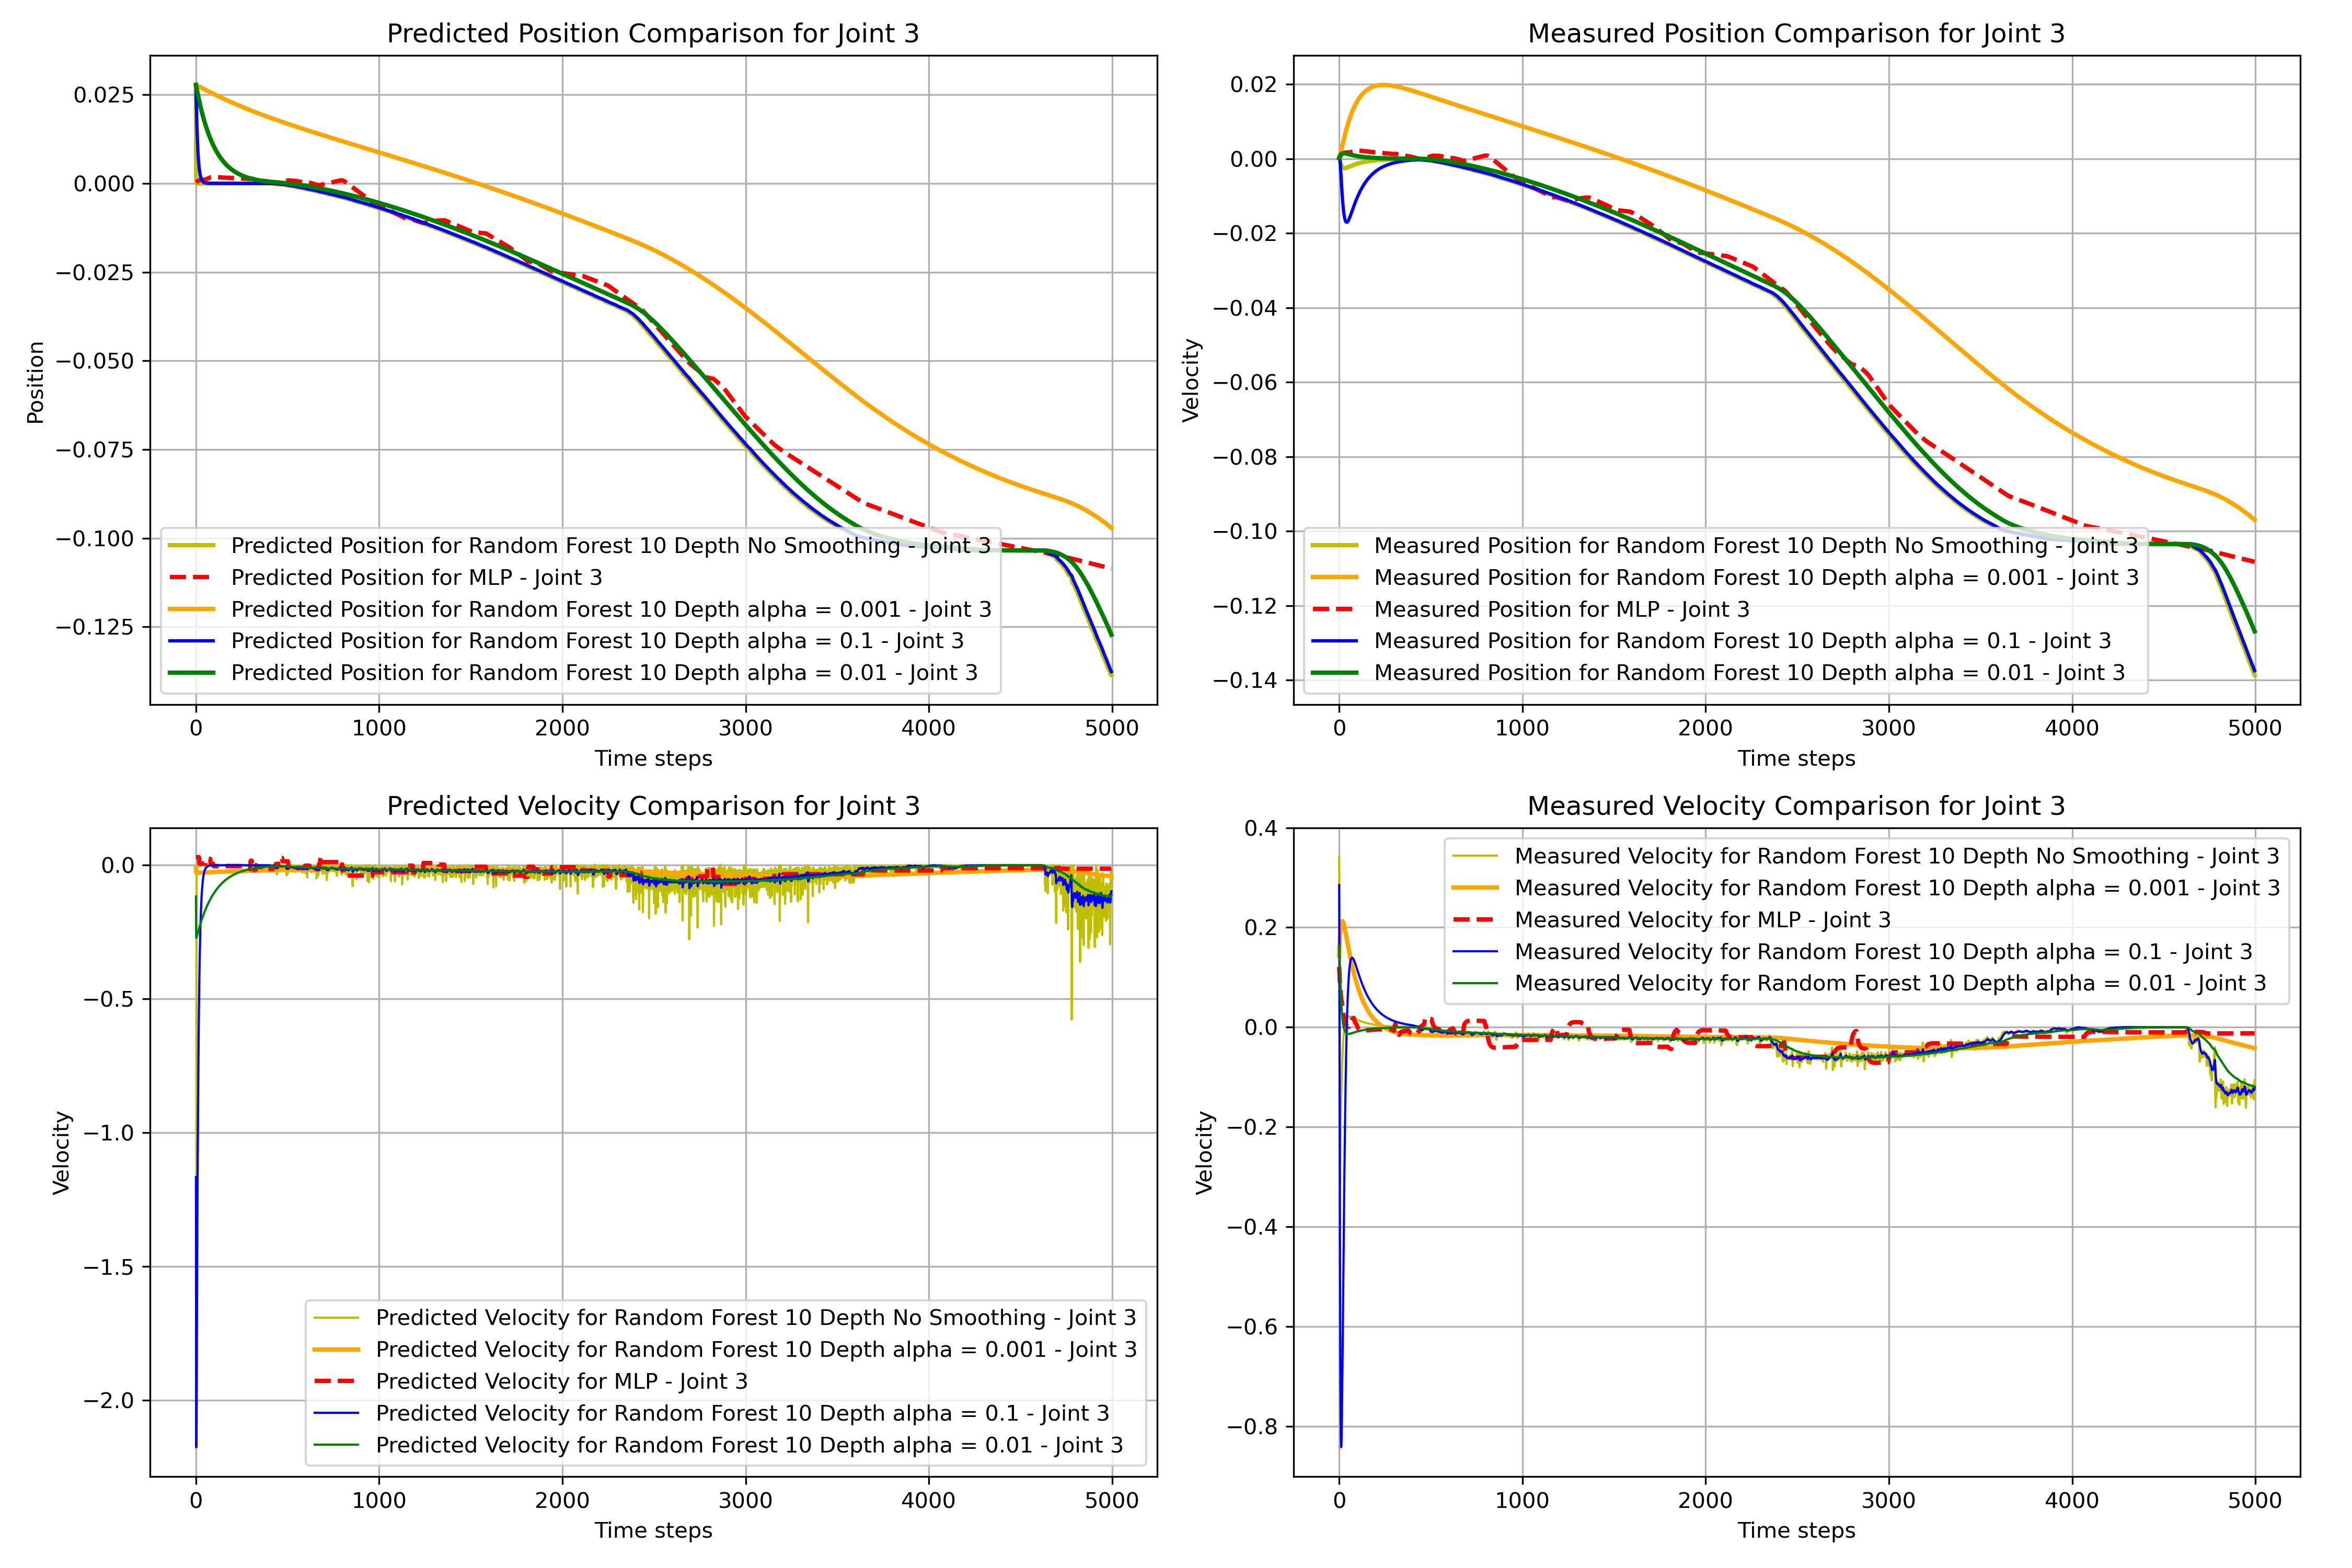 Predicted Position Comparison for Joint 3
0.025
0.000
−0.025
−0.050
−0.075
−0.100
−0.125
Position
Predicted Position for Random Forest 10 Depth No Smoothing - Joint 3
Predicted Position for MLP - Joint 3
Predicted Position for Random Forest 10 Depth alpha = 0.001 - Joint 3
Predicted Position for Random Forest 10 Depth alpha = 0.1 - Joint 3
Predicted Position for Random Forest 10 Depth alpha = 0.01 - Joint 3
0 1000 2000 3000 4000 5000
Time steps
Measured Position Comparison for Joint 3
0.02
0.00
−0.02
−0.04
−0.06
−0.08
−0.10
−0.12
−0.14
Velocity
Measured Position for Random Forest 10 Depth No Smoothing - Joint 3
Measured Position for Random Forest 10 Depth alpha = 0.001 - Joint 3
Measured Position for MLP - Joint 3
Measured Position for Random Forest 10 Depth alpha = 0.1 - Joint 3
Measured Position for Random Forest 10 Depth alpha = 0.01 - Joint 3
0 1000 2000 3000 4000 5000
Time steps
Predicted Velocity Comparison for Joint 3
0.0
−0.5
−1.0
−1.5
−2.0
Velocity
Predicted Velocity for Random Forest 10 Depth No Smoothing - Joint 3
Predicted Velocity for Random Forest 10 Depth alpha = 0.001 - Joint 3
Predicted Velocity for MLP - Joint 3
Predicted Velocity for Random Forest 10 Depth alpha = 0.1 - Joint 3
Predicted Velocity for Random Forest 10 Depth alpha = 0.01 - Joint 3
0 1000 2000 3000 4000 5000
Time steps
Measured Velocity Comparison for Joint 3
0.4
0.2
0.0
−0.2
−0.4
−0.6
−0.8
Velocity
Measured Velocity for Random Forest 10 Depth No Smoothing - Joint 3
Measured Velocity for Random Forest 10 Depth alpha = 0.001 - Joint 3
Measured Velocity for MLP - Joint 3
Measured Velocity for Random Forest 10 Depth alpha = 0.1 - Joint 3
Measured Velocity for Random Forest 10 Depth alpha = 0.01 - Joint 3
0 1000 2000 3000 4000 5000
Time steps